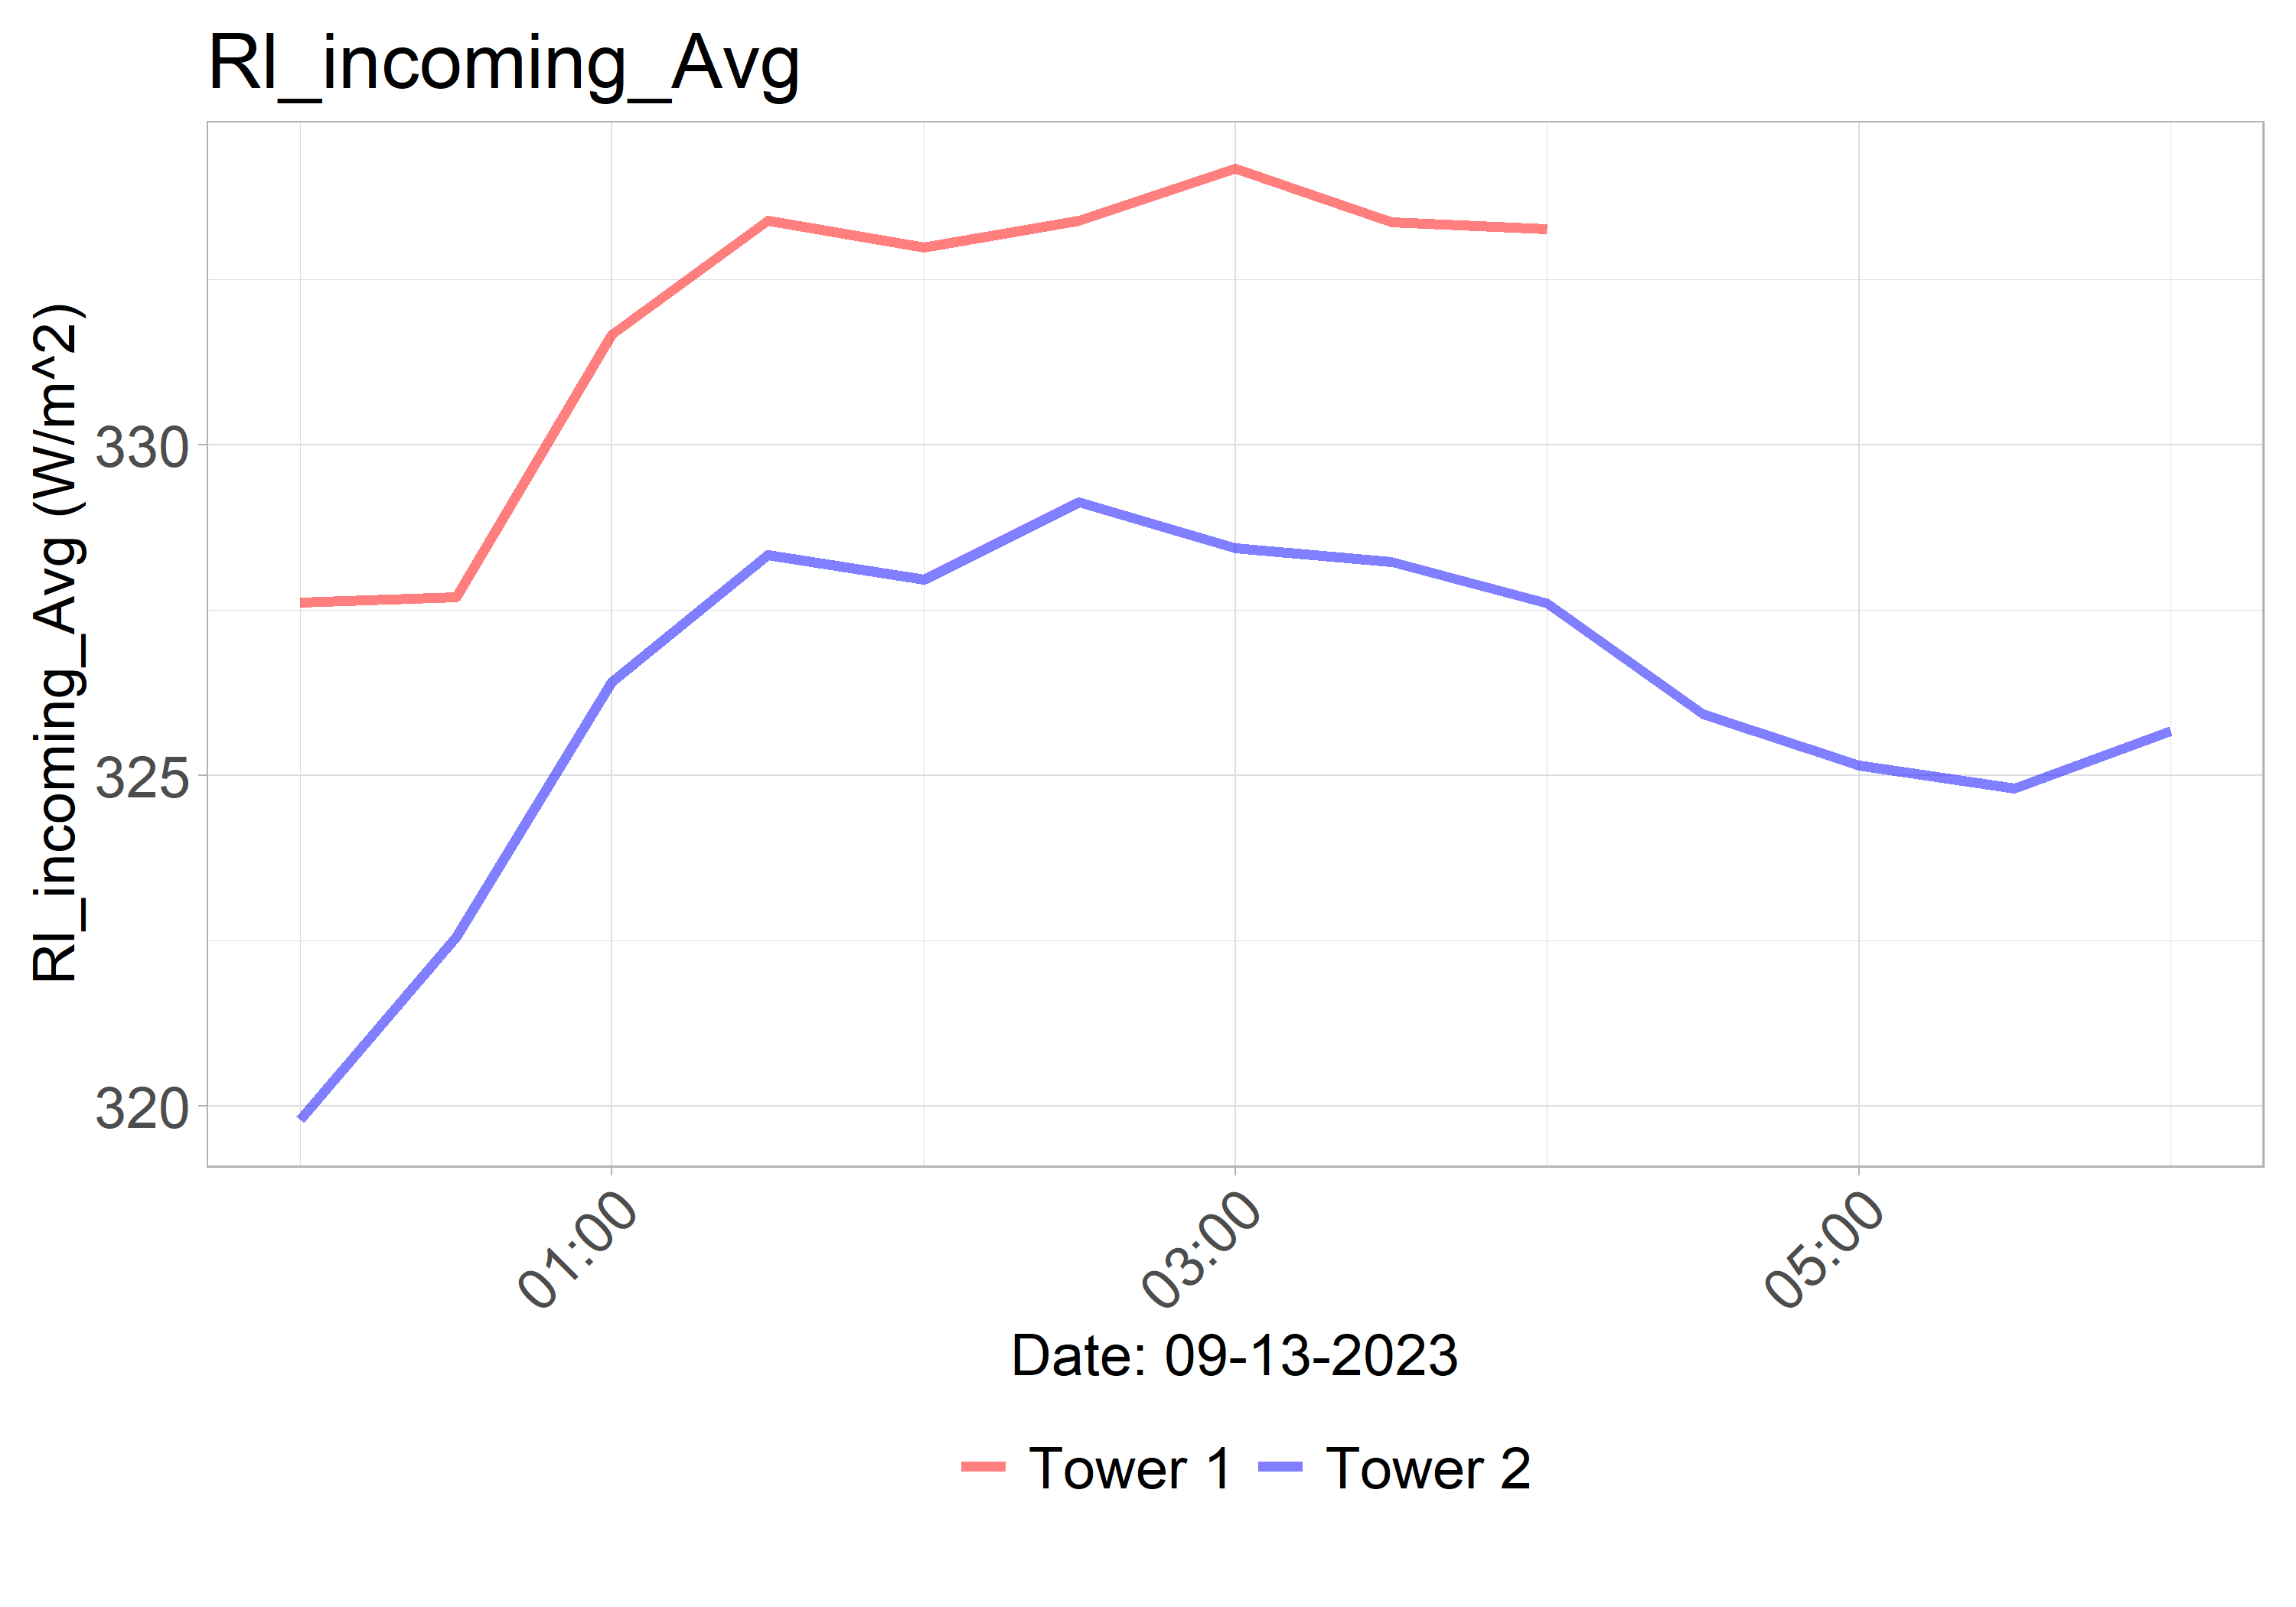 Rl_incoming_Avg
Rl_incoming_Avg (W/m^2)
330
325
320
01:00
03:00
05:00
Date: 09-13-2023
Tower 1
Tower 2